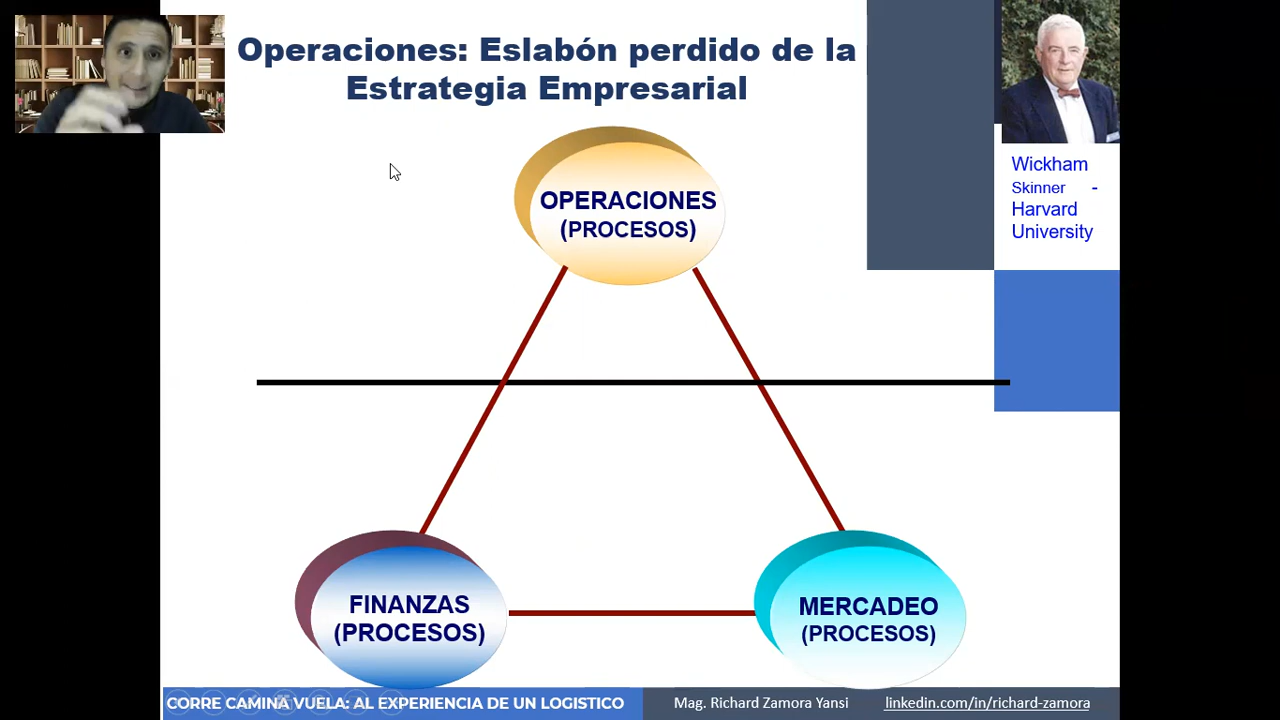 Operaciones: Eslabón perdido de la
Estrategia Empresarial
Wickham
Skinner -
Harvard
University
OPERACIONES
(PROCESOS)
FINANZAS
(PROCESOS)
MERCADEO
(PROCESOS)
CORRE CAMINA VUELA: AL EXPERIENCIA DE UN LOGISTICO
Mag. Richard Zamora Yansi
linkedin.com/in/richard-zamora